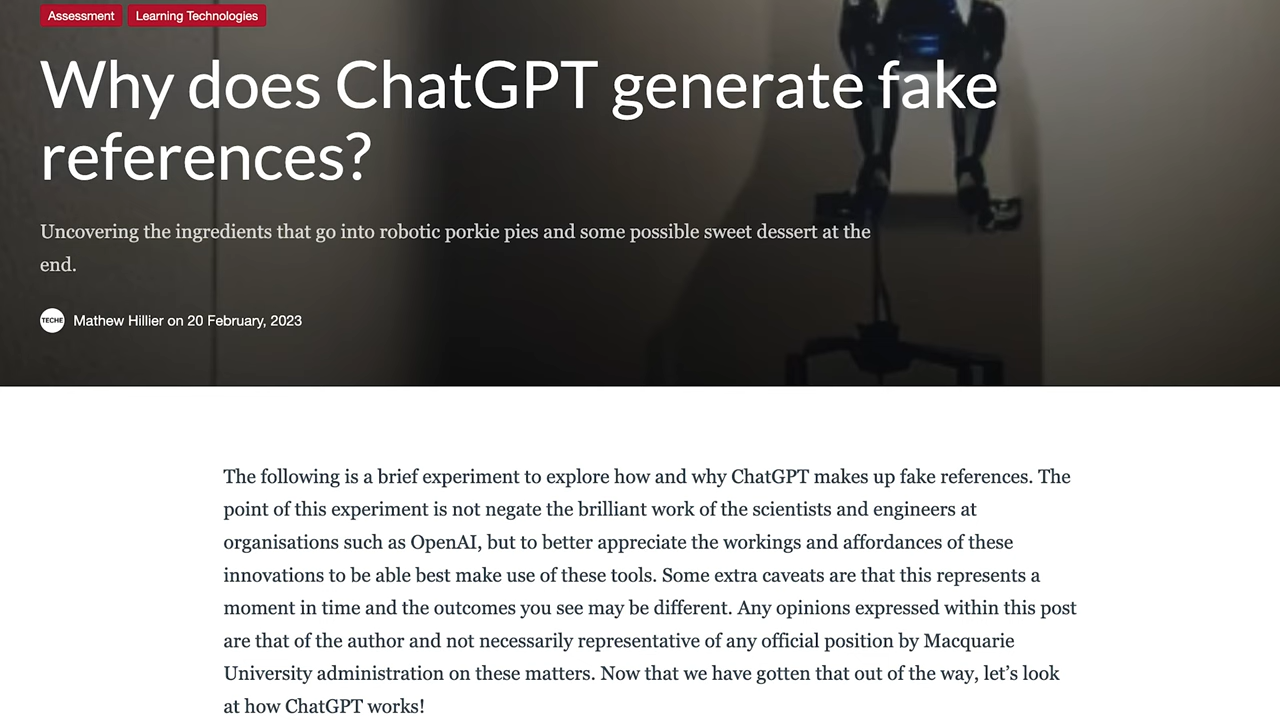 Assessment Learning Technologies
Why does ChatGPT generate fake
references?
Uncovering the ingredients that go into robotic porkie pies and some possible sweet dessert at the
end.
TECHE Mathew Hillier on 20 February, 2023
The following is a brief experiment to explore how and why ChatGPT makes up fake references. The
point of this experiment is not negate the brilliant work of the scientists and engineers at
organisations such as OpenAI, but to better appreciate the workings and affordances of these
innovations to be able best make use of these tools. Some extra caveats are that this represents a
moment in time and the outcomes you see may be different. Any opinions expressed within this post
are that of the author and not necessarily representative of any official position by Macquarie
University administration on these matters. Now that we have gotten that out of the way, let’s look
at how ChatGPT works!